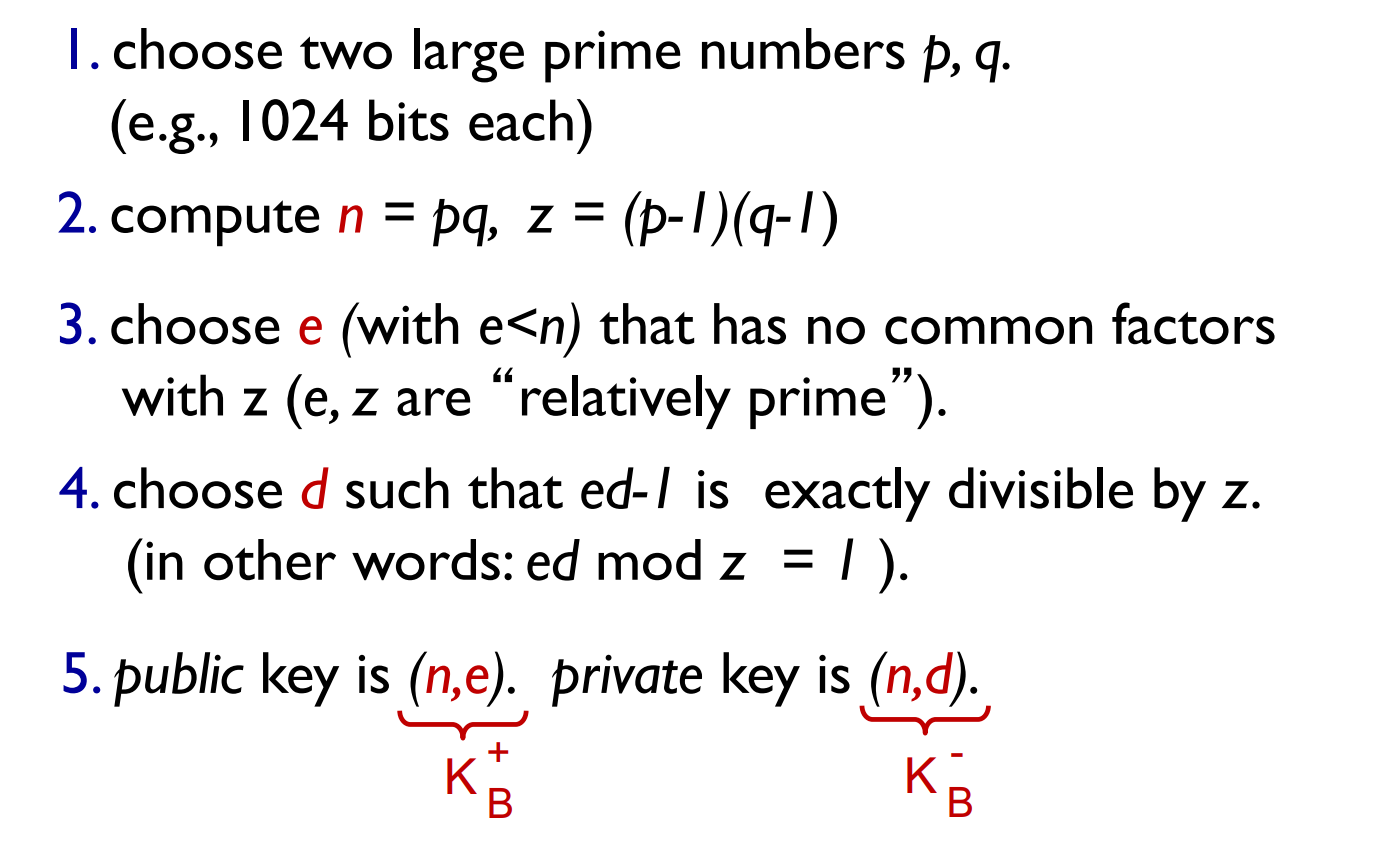 1. choose two large prime numbers p, q.
(e.g., 1024 bits each)
2. compute n = pq, z = (p-1)(q-1)
3. choose e (with e<n) that has no common factors
with z (e, z are “relatively prime”).
4. choose d such that ed-1 is exactly divisible by z.
(in other words: ed mod z = 1 ).
5. public key is (n,e). private key is (n,d).
K + B K - B